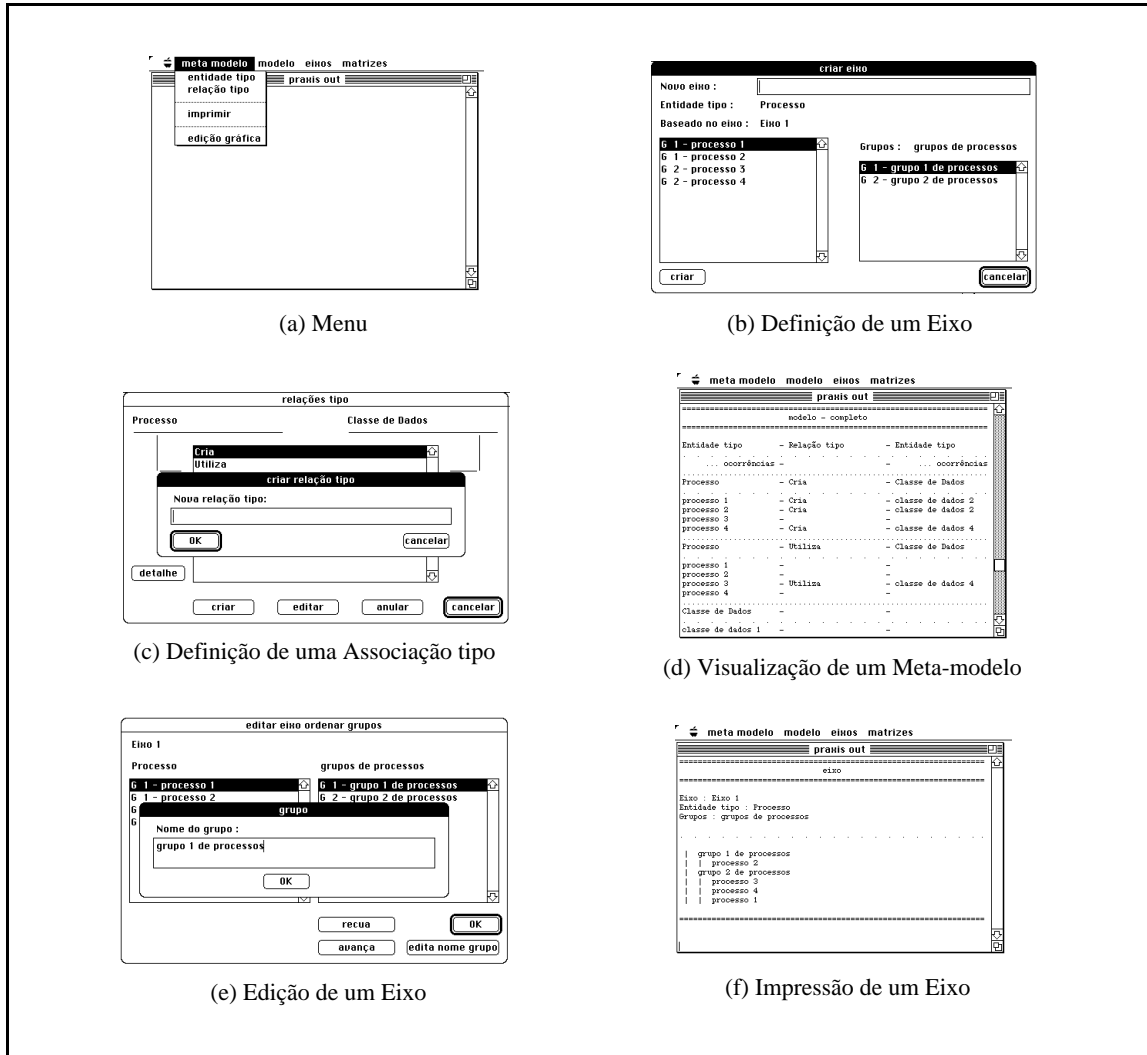 meta modelo modelo eixos matrizes
entidade tipo
relação tipo
imprimir
edição gráfica
praxis out
(a) Menu
criar eixo
Novo eixo :
Entidade tipo : Processo
Baseado no eixo : Eixo 1
G 1 - processo 1
G 1 - processo 2
G 2 - processo 3
G 2 - processo 4
Grupos : grupos de processos
G 1 - grupo 1 de processos
G 2 - grupo 2 de processos
criar
cancelar
(b) Definição de um Eixo
relações tipo
Processo
Classe de Dados
Cria
Utiliza
criar relação tipo
Nova relação tipo:
OK
cancelar
detalhe
criar
editar
anular
cancelar
(c) Definição de uma Associação tipo
meta modelo modelo eixos matrizes
praxis out
modelo - completo
Entidade tipo - Relação tipo - Entidade tipo
... ocorrências - - ... ocorrências
Processo - Cria - Classe de Dados
processo 1 - Cria - classe de dados 2
processo 2 - Cria - classe de dados 2
processo 3 - -
processo 4 - Cria - classe de dados 4
Processo - Utiliza - Classe de Dados
processo 1 - -
processo 2 - -
processo 3 - Utiliza - classe de dados 4
processo 4 - -
Classe de Dados - -
classe de dados 1 - -
(d) Visualização de um Meta-modelo
editar eixo ordenar grupos
Eixo 1
Processo
grupos de processos
G 1 - processo 1
G 1 - processo 2
G
G
G 1 - grupo 1 de processos
G 2 - grupo 2 de processos
grupo
Nome do grupo :
grupo 1 de processos
OK
recua
OK
avança
edita nome grupo
(e) Edição de um Eixo
meta modelo modelo eixos matrizes
praxis out
eixo
Eixo : Eixo 1
Entidade tipo : Processo
Grupos : grupos de processos
| grupo 1 de processos
| | processo 2
| grupo 2 de processos
| | processo 3
| | processo 4
| | processo 1
(f) Impressão de um Eixo